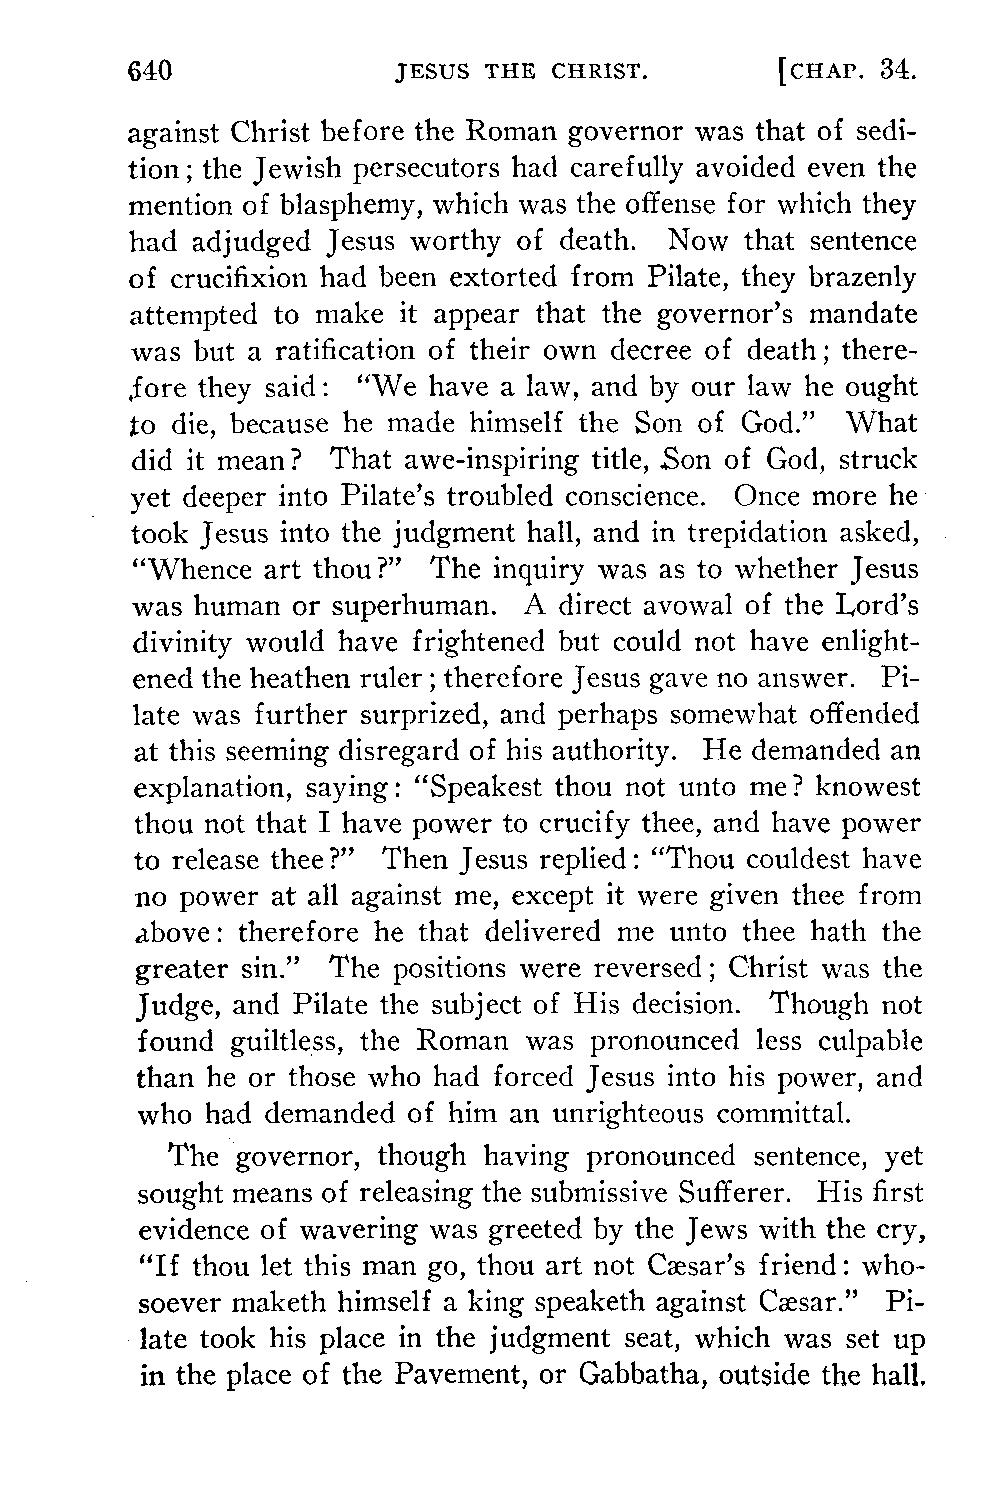 640 JESUS THE CHRIST. [CHAP. 34.
against Christ before the Roman governor was that of sedi-
tion; the Jewish persecutors had carefully avoided even the
mention of blasphemy, which was the offense for which they
had adjudged Jesus worthy of death. Now that sentence
of crucifixion had been extorted from Pilate, they brazenly
attempted to make it appear that the governor's mandate
was but a ratification of their own decree of death; there-
fore they said: "We have a law, and by our law he ought
to die, because he made himself the Son of God." What
did it mean? That awe-inspiring title, Son of God, struck
yet deeper into Pilate's troubled conscience. Once more he
took Jesus into the judgment hall, and in trepidation asked,
"Whence art thou?" The inquiry was as to whether Jesus
was human or superhuman. A direct avowal of the Lord's
divinity would have frightened but could not have enlight-
ened the heathen ruler; therefore Jesus gave no answer. Pi-
late was further surprized, and perhaps somewhat offended
at this seeming disregard of his authority. He demanded an
explanation, saying: "Speakest thou not unto me? knowest
thou not that I have power to crucify thee, and have power
to release thee?" Then Jesus replied: "Thou couldest have
no power at all against me, except it were given thee from
above: therefore he that delivered me unto thee hath the
greater sin." The positions were reversed; Christ was the
Judge, and Pilate the subject of His decision. Though not
found guiltless, the Roman was pronounced less culpable
than he or those who had forced Jesus into his power, and
who had demanded of him an unrighteous committal.
The governor, though having pronounced sentence, yet
sought means of releasing the submissive Sufferer. His first
evidence of wavering was greeted by the Jews with the cry,
"If thou let this man go, thou art not Cæsar's friend: who-
soever maketh himself a king speaketh against Cæsar." Pi-
late took his place in the judgment seat, which was set up
in the place of the Pavement, or Gabbatha, outside the hall.